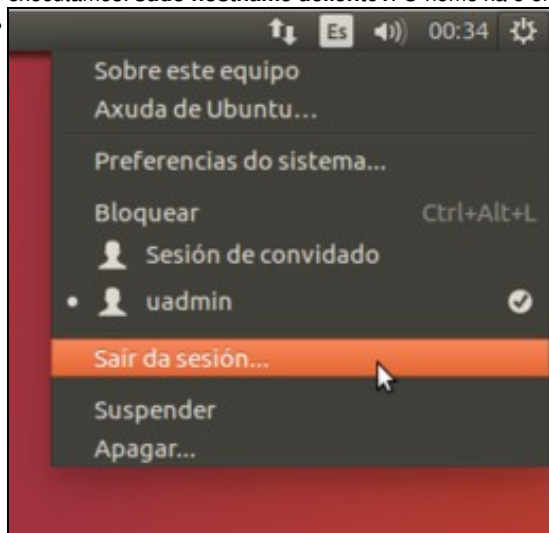 Es 00:34
Sobre este equipo
Axuda de Ubuntu...
Preferencias do sistema...
Bloquear Ctrl+Alt+L
Sesión de convidado
uadmin
Saír da sesión...
Suspender
Apagar...